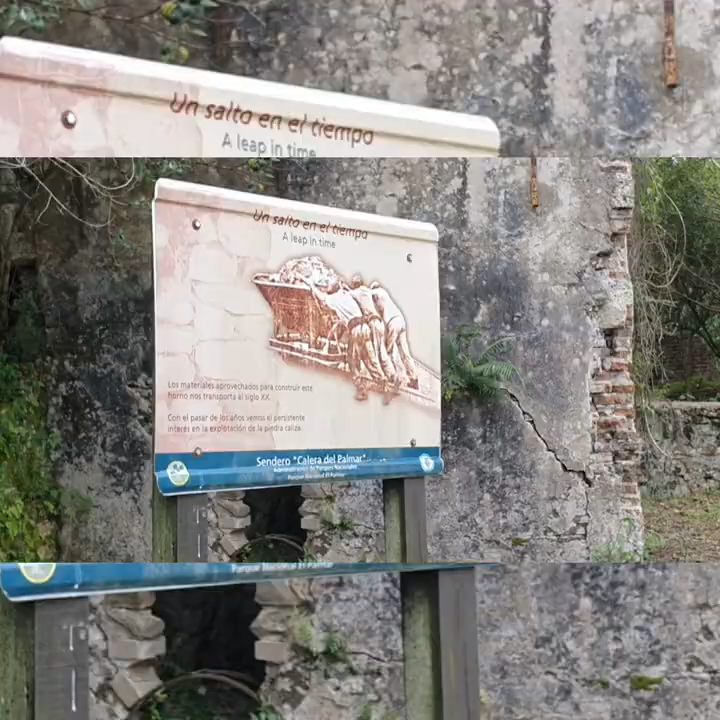 Un salto en el tiempo
A leap in time
Un salto en el tiempo
A leap in time
Los materiales aprovechados para construir este
horno nos transporta al siglo XX.
Con el pasar de los años vemos el persistente
interés en la explotación de la piedra caliza.
Sendero "Calera del Palmar"
Administración de Parques Nacionales
Parque Nacional El Palmar
Parque Nacional El Palmar